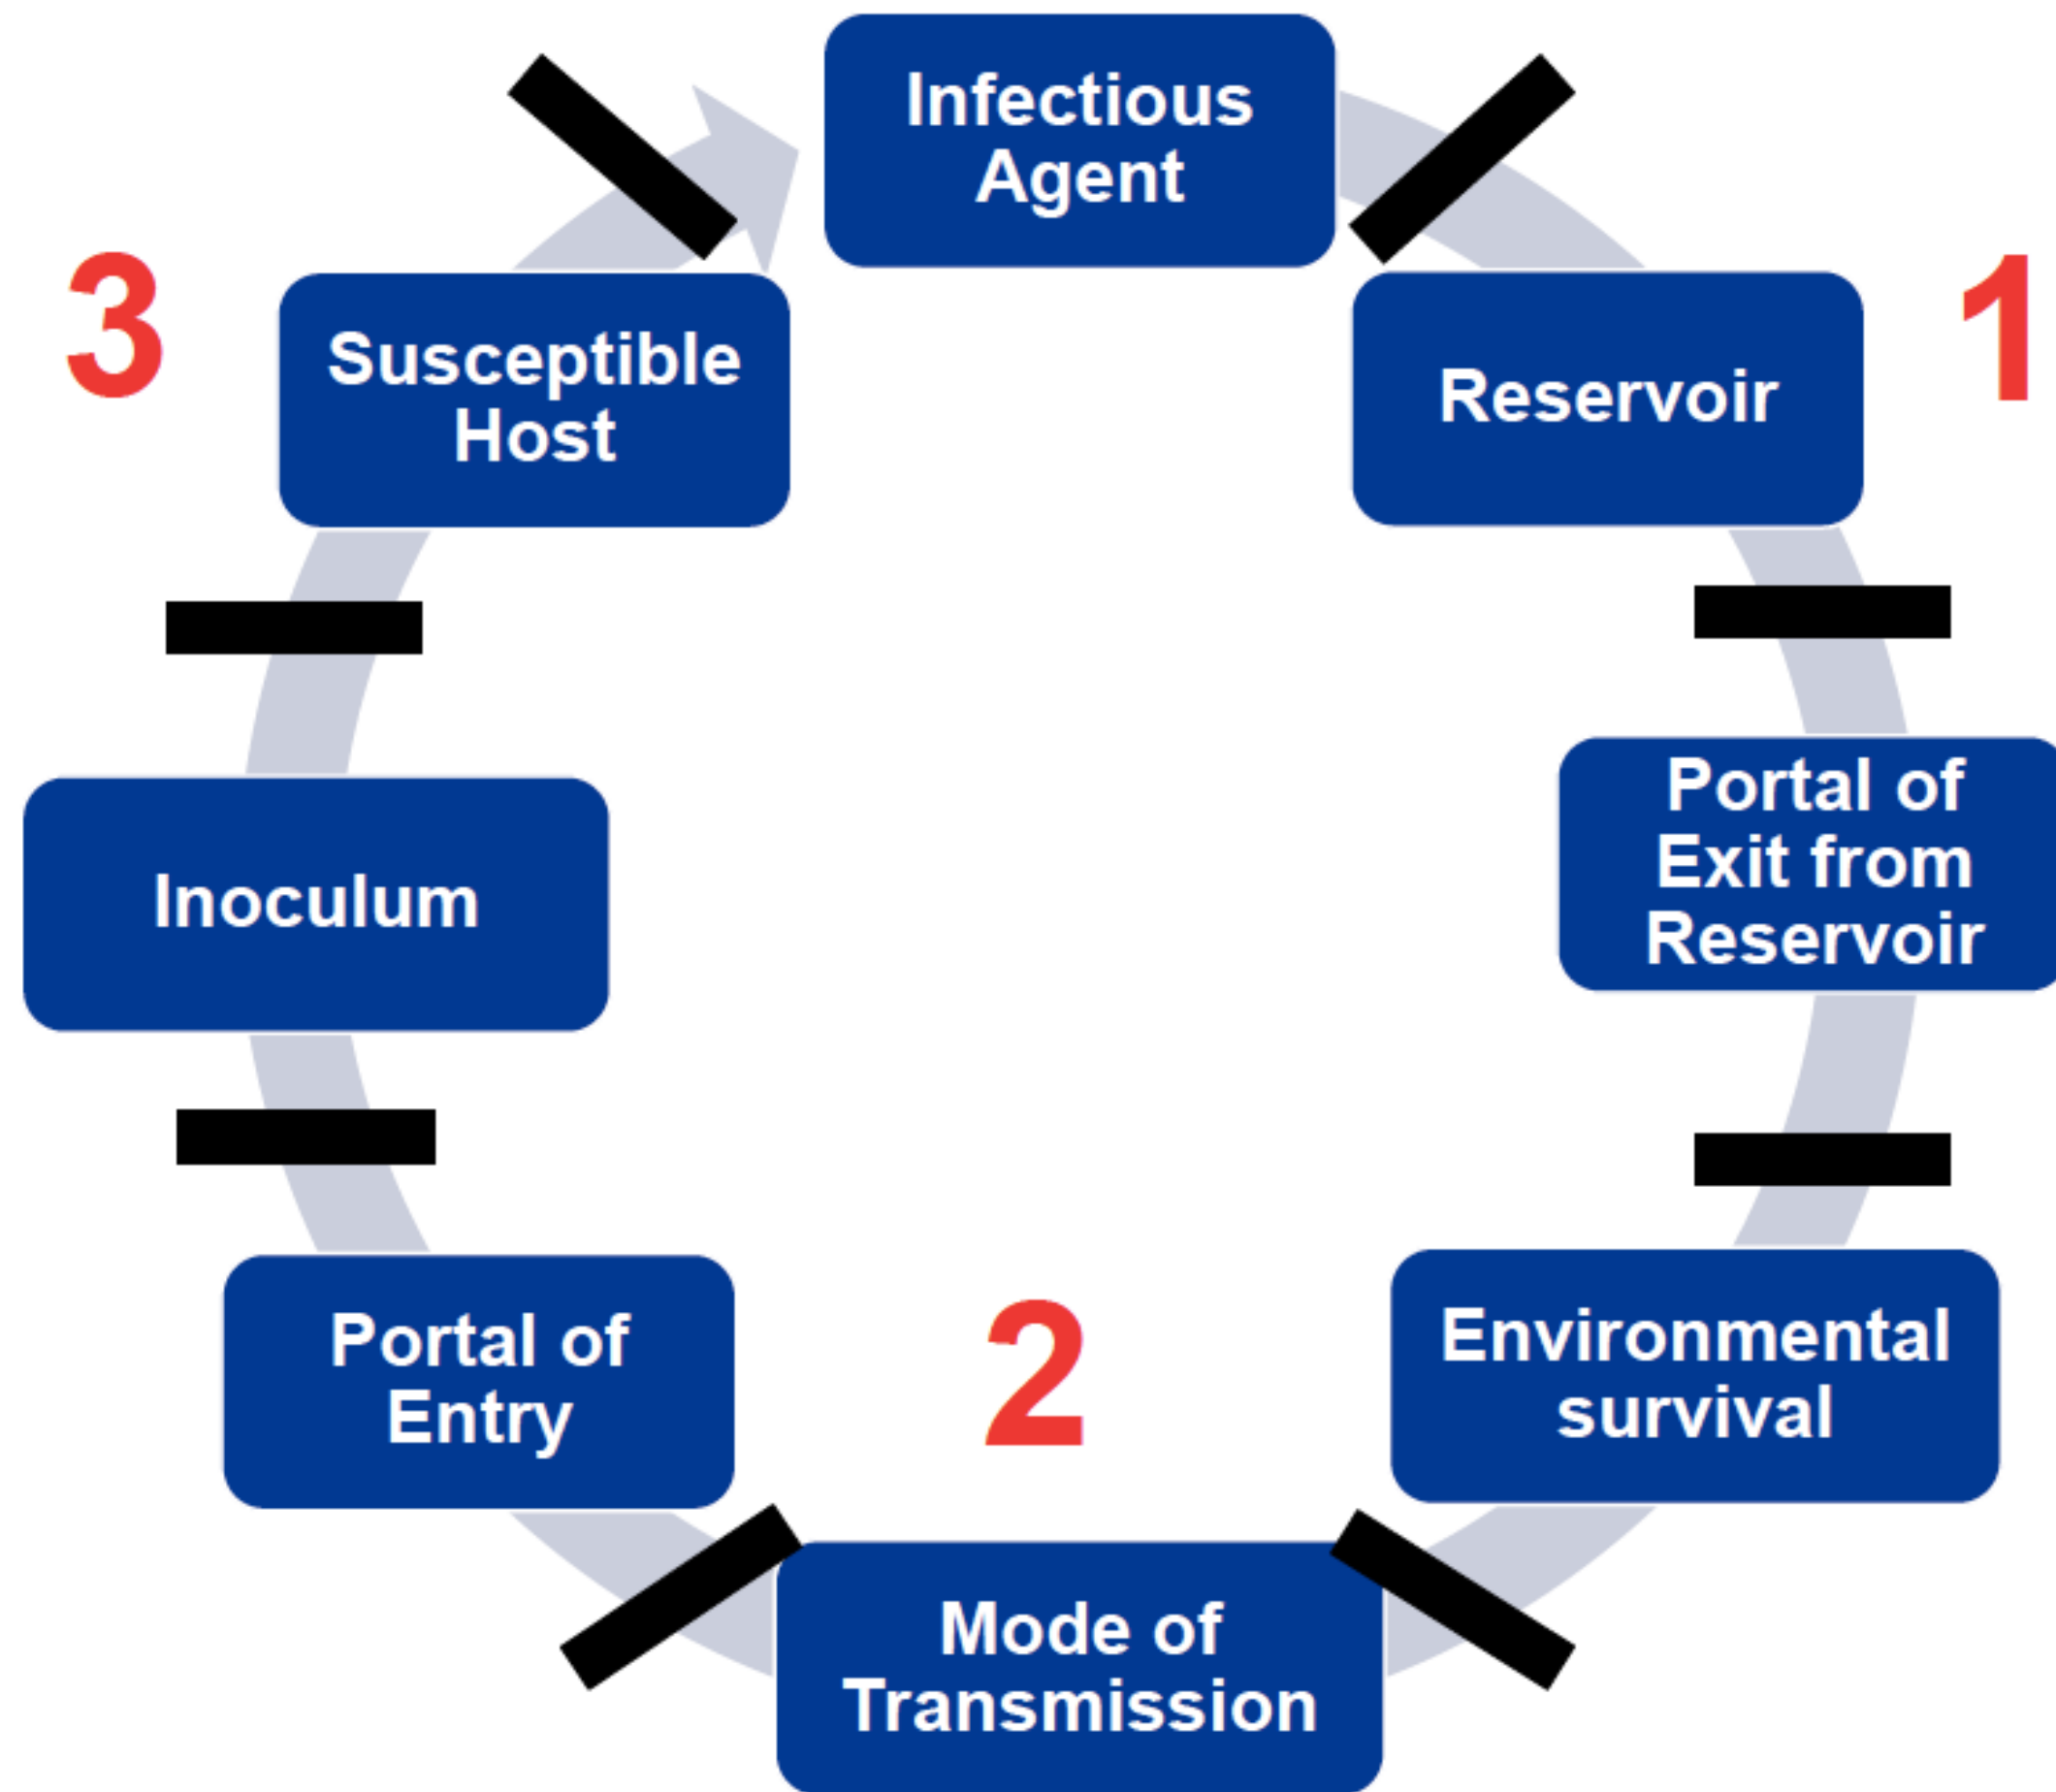 Infectious
Agent
1
Reservoir
Portal of
Exit from
Reservoir
Environmental
survival
2
Mode of
Transmission
Portal of
Entry
Inoculum
3
Susceptible
Host